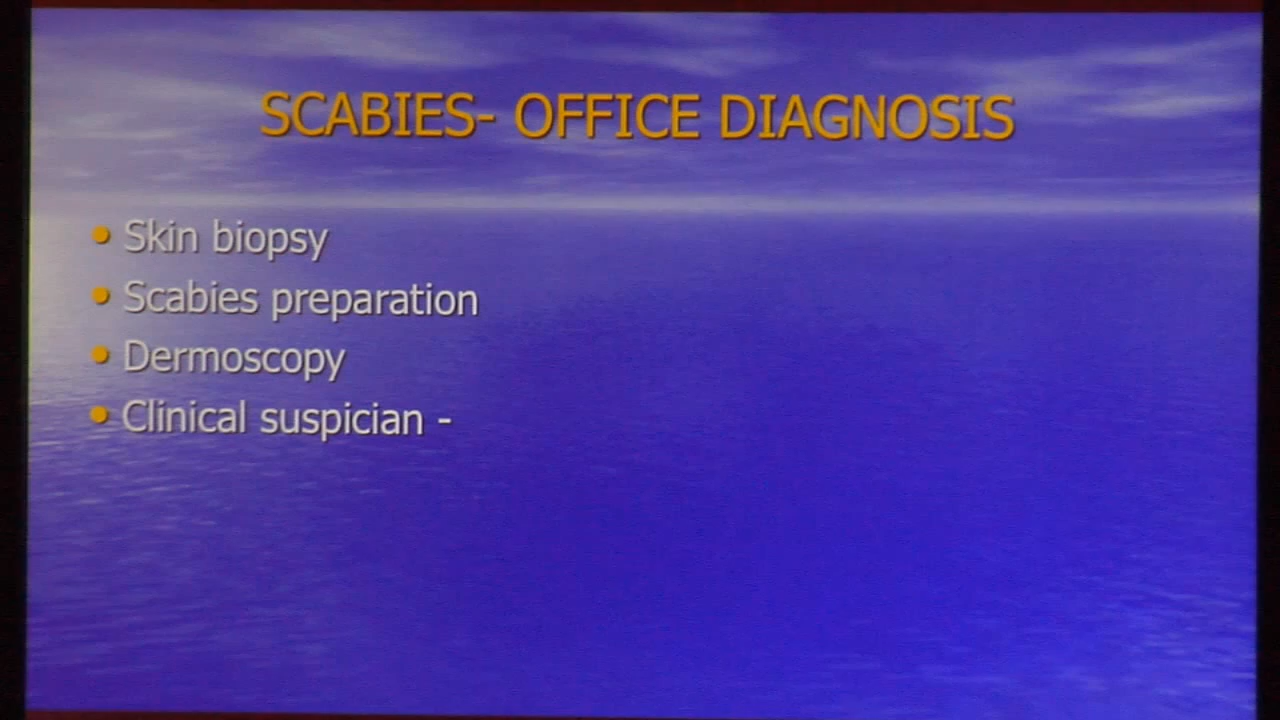 SCABIES- OFFICE DIAGNOSIS
• Skin biopsy
• Scabies preparation
• Dermoscopy
• Clinical suspician -